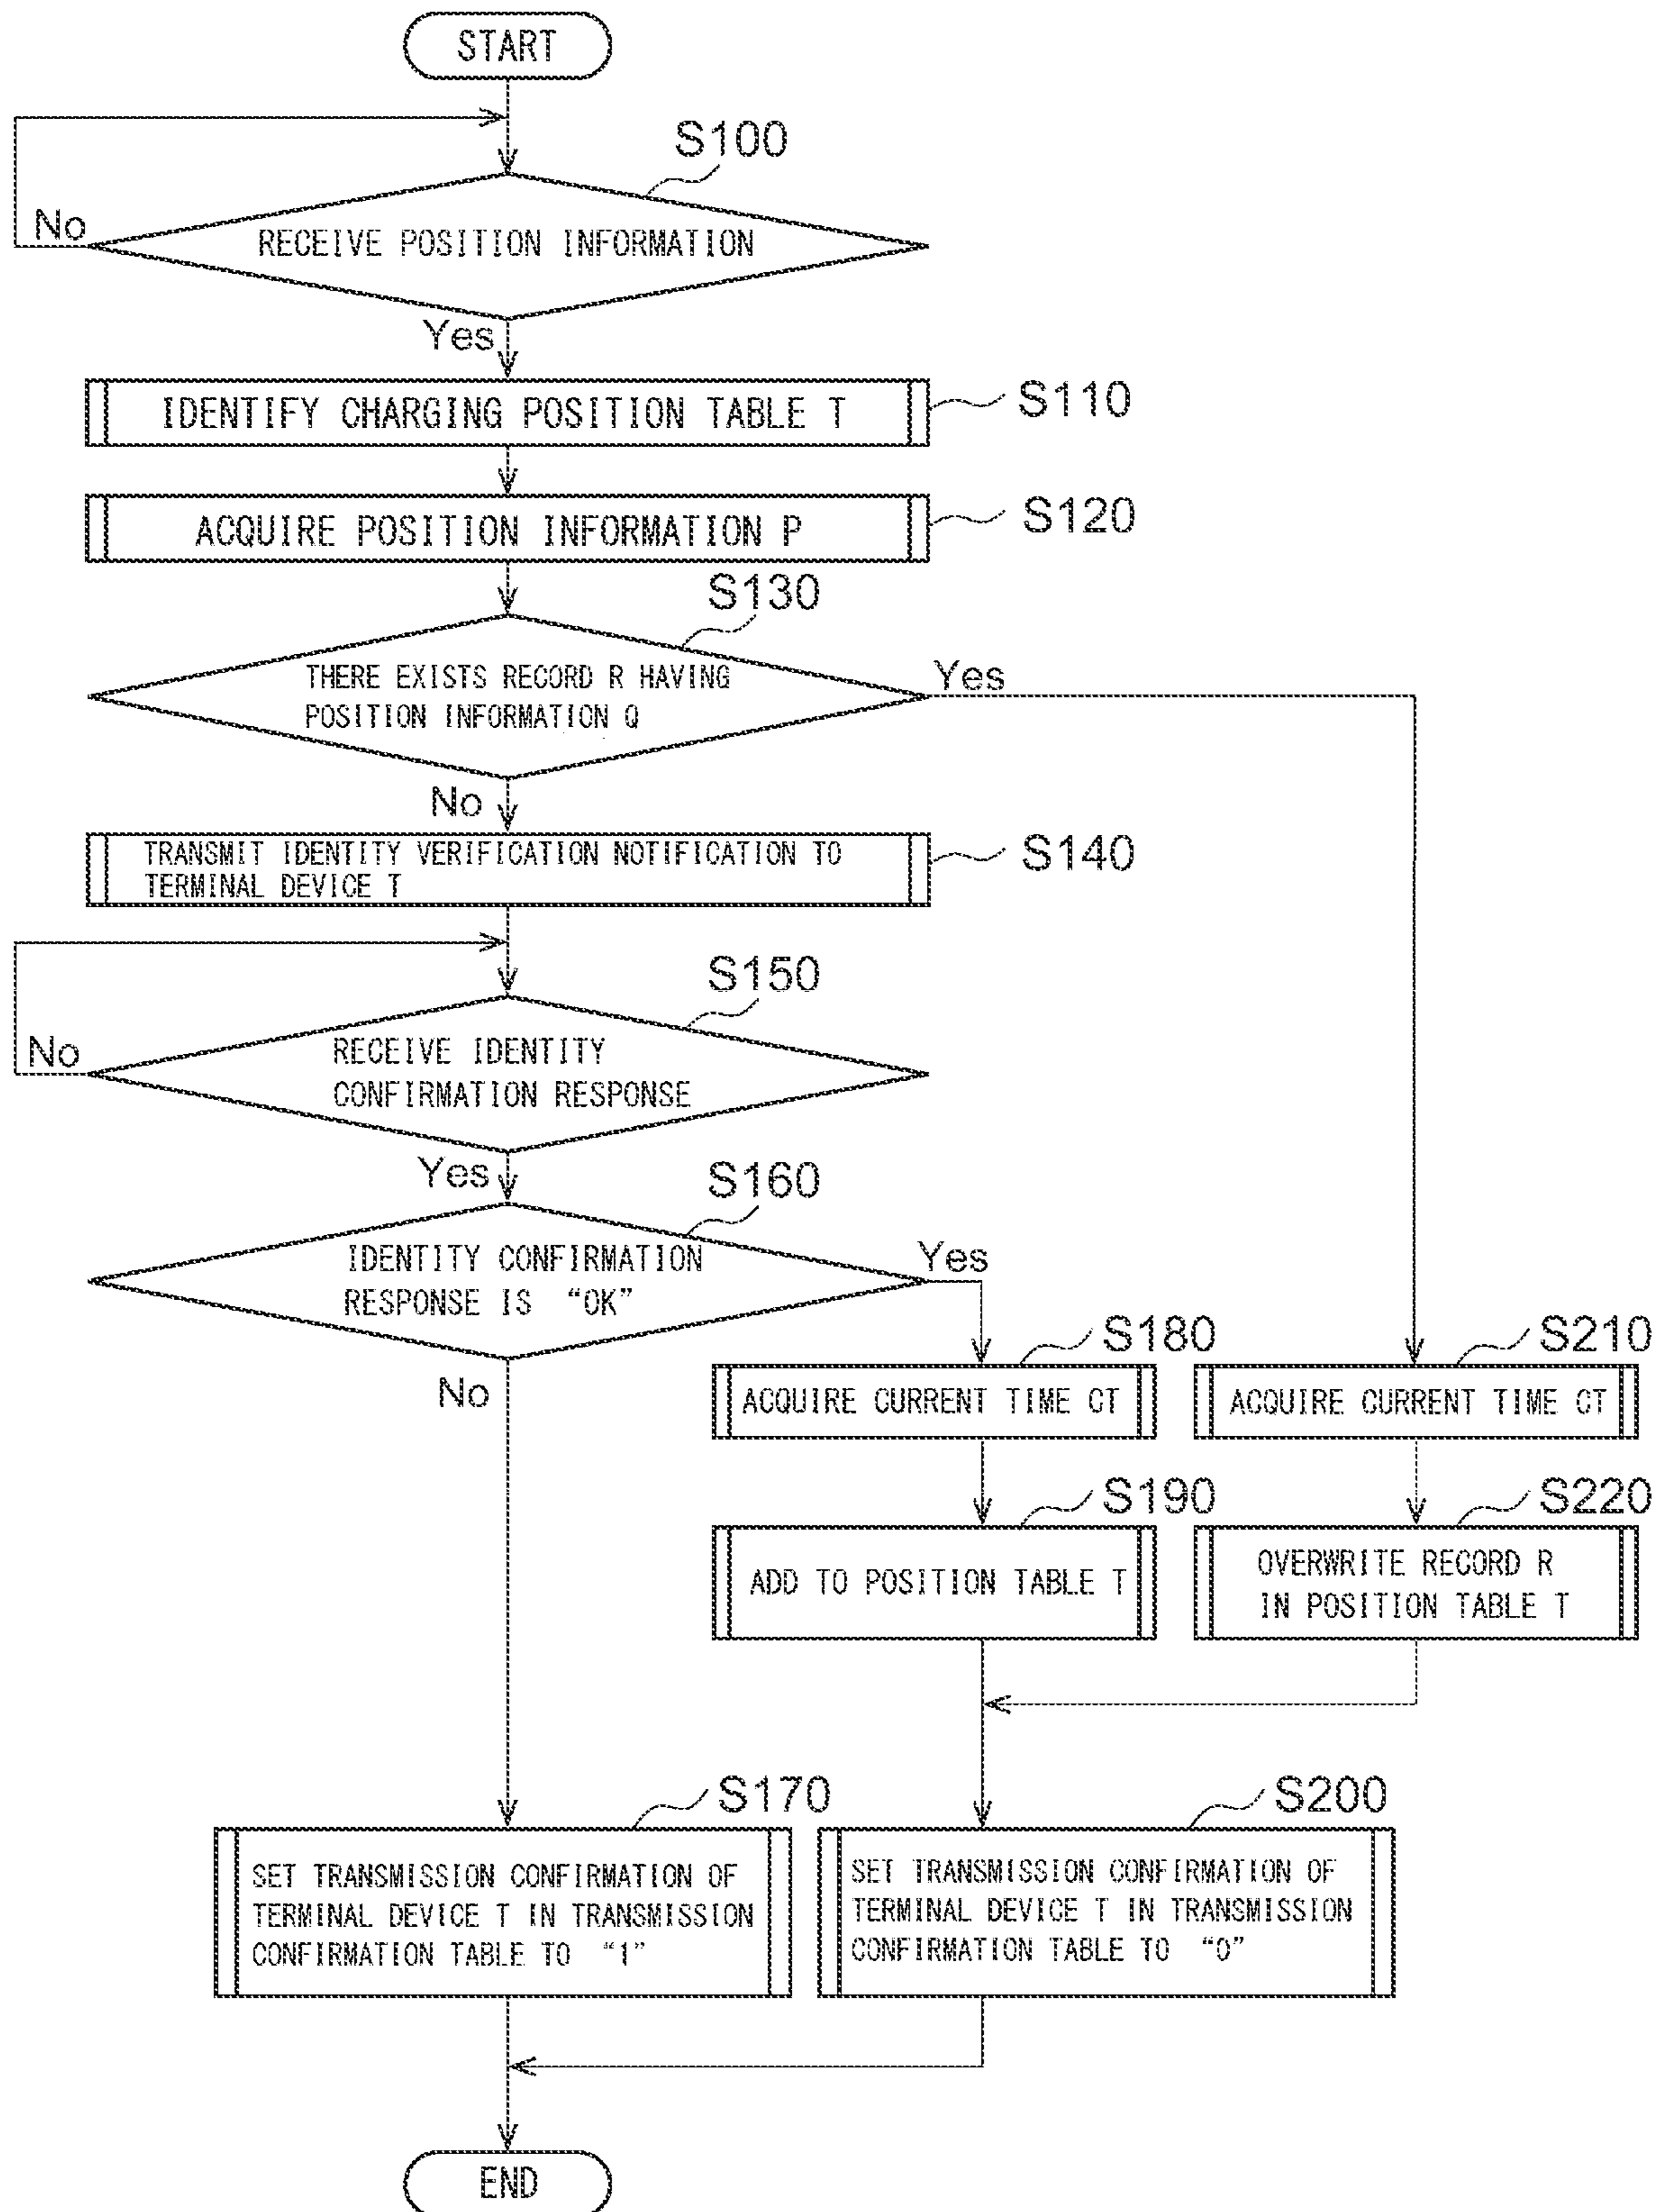 START
S100
No
RECEIVE POSITION INFORMATION
Yes
IDENTIFY CHARGING POSITION TABLE T
S110
ACQUIRE POSITION INFORMATION P
S120
S130
THERE EXISTS RECORD R HAVING
POSITION INFORMATION Q
Yes
No
TRANSMIT IDENTITY VERIFICATION NOTIFICATION TO
TERMINAL DEVICE T
S140
S150
No
RECEIVE IDENTITY
CONFIRMATION RESPONSE
Yes
S160
IDENTITY CONFIRMATION
RESPONSE IS "OK"
Yes
No
S180
S210
ACQUIRE CURRENT TIME CT
ACQUIRE CURRENT TIME CT
S190
S220
ADD TO POSITION TABLE T
OVERWRITE RECORD R
IN POSITION TABLE T
S170
S200
SET TRANSMISSION CONFIRMATION OF
TERMINAL DEVICE T IN TRANSMISSION
CONFIRMATION TABLE TO "1"
SET TRANSMISSION CONFIRMATION OF
TERMINAL DEVICE T IN TRANSMISSION
CONFIRMATION TABLE TO "0"
END